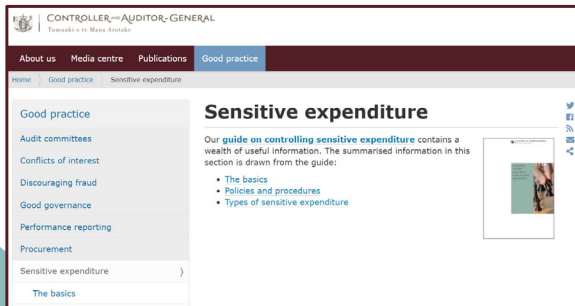 CONTROLLER AND AUDITOR-GENERAL
Tumuaki o te Mana Arotake
About us Media centre Publications Good practice
Home Good practice Sensitive expenditure
Good practice
Audit committees
Conflicts of interest
Discouraging fraud
Good governance
Performance reporting
Procurement
Sensitive expenditure
The basics
Sensitive expenditure
Our guide on controlling sensitive expenditure contains a
wealth of useful information. The summarised information in this
section is drawn from the guide:
• The basics
• Policies and procedures
• Types of sensitive expenditure